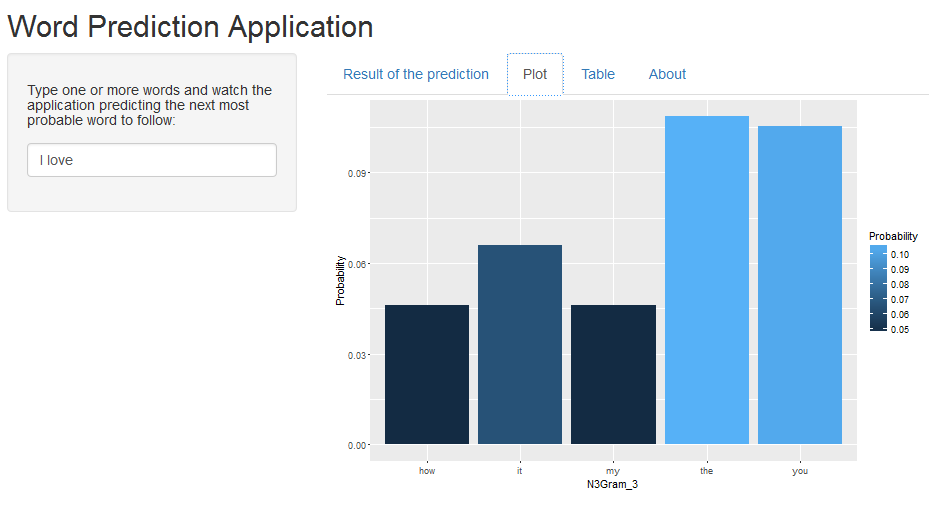 Word Prediction Application
Type one or more words and watch the
application predicting the next most
probable word to follow:
I love
Result of the prediction
Plot
Table
About
Probability
0.09
0.06
0.03
0.00
how
it
my
the
you
N3Gram_3
Probability
0.10
0.09
0.08
0.07
0.06
0.05